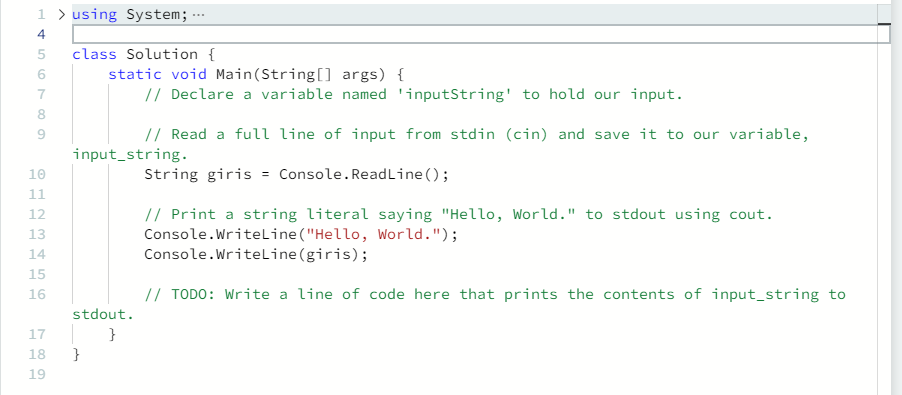 1 > using System; ...
4
5 class Solution {
6 static void Main(String[] args) {
7 // Declare a variable named 'inputString' to hold our input.
8
9 // Read a full line of input from stdin (cin) and save it to our variable,
input_string.
10 String giris = Console.ReadLine();
11
12 // Print a string literal saying "Hello, World." to stdout using cout.
13 Console.WriteLine("Hello, World.");
14 Console.WriteLine(giris);
15
16 // TODO: Write a line of code here that prints the contents of input_string to
stdout.
17 }
18 }
19